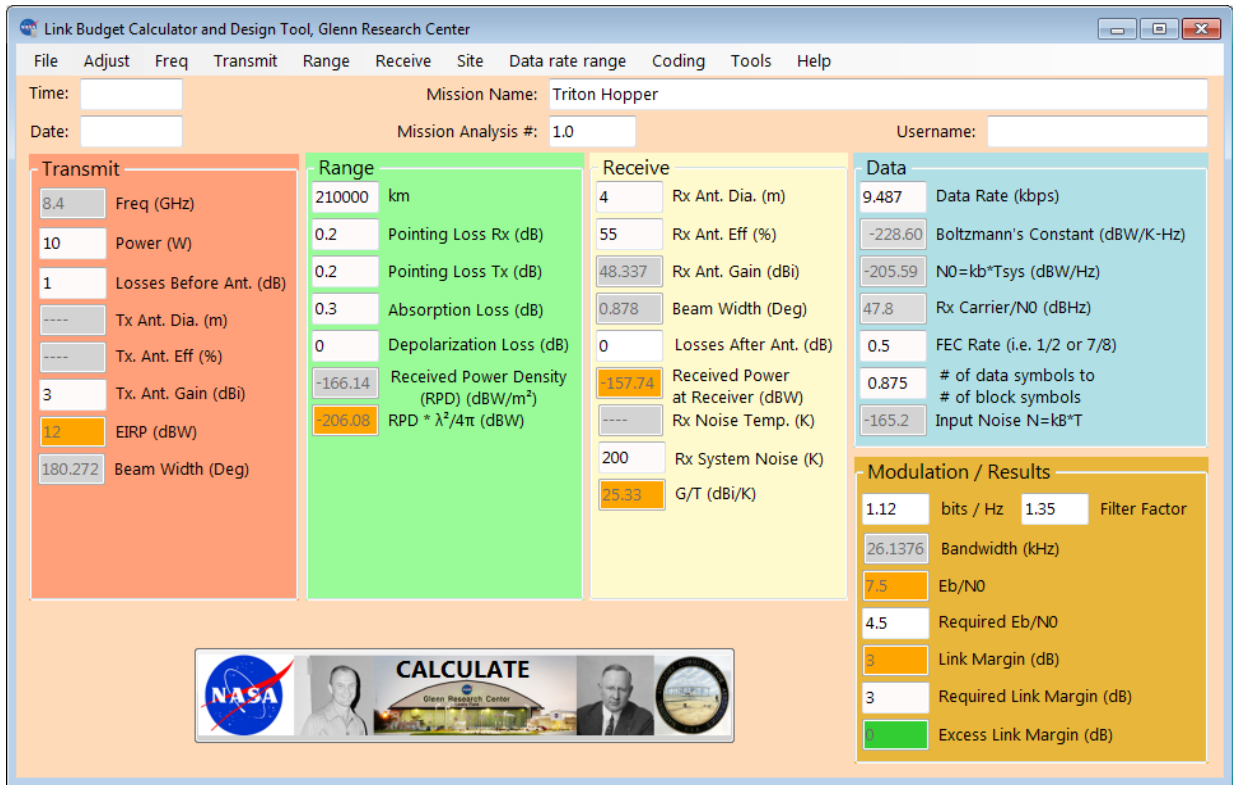 Link Budget Calculator and Design Tool, Glenn Research Center
File Adjust Freq Transmit Range Receive Site Data rate range Coding Tools Help
Time: Mission Name: Triton Hopper
Date: Mission Analysis #: 1.0 Username:
Transmit
8.4 Freq (GHz)
10 Power (W)
1 Losses Before Ant. (dB)
---- Tx Ant. Dia. (m)
---- Tx. Ant. Eff (%)
3 Tx. Ant. Gain (dBi)
12 EIRP (dBW)
180.272 Beam Width (Deg)
Range
210000 km
0.2 Pointing Loss Rx (dB)
0.2 Pointing Loss Tx (dB)
0.3 Absorption Loss (dB)
0 Depolarization Loss (dB)
-166.14 Received Power Density
(RPD) (dBW/m²)
-206.08 RPD * λ²/4π (dBW)
Receive
4 Rx Ant. Dia. (m)
55 Rx Ant. Eff (%)
48.337 Rx Ant. Gain (dBi)
0.878 Beam Width (Deg)
0 Losses After Ant. (dB)
-157.74 Received Power
at Receiver (dBW)
---- Rx Noise Temp. (K)
200 Rx System Noise (K)
25.33 G/T (dBi/K)
Data
9.487 Data Rate (kbps)
-228.60 Boltzmann's Constant (dBW/K-Hz)
-205.59 N0=kb*Tsys (dBW/Hz)
47.8 Rx Carrier/N0 (dBHz)
0.5 FEC Rate (i.e. 1/2 or 7/8)
0.875 # of data symbols to
# of block symbols
-165.2 Input Noise N=kB*T
Modulation / Results
1.12 bits / Hz 1.35 Filter Factor
26.1376 Bandwidth (kHz)
7.5 Eb/N0
4.5 Required Eb/N0
3 Link Margin (dB)
3 Required Link Margin (dB)
0 Excess Link Margin (dB)
NASA
CALCULATE
Glenn Research Center